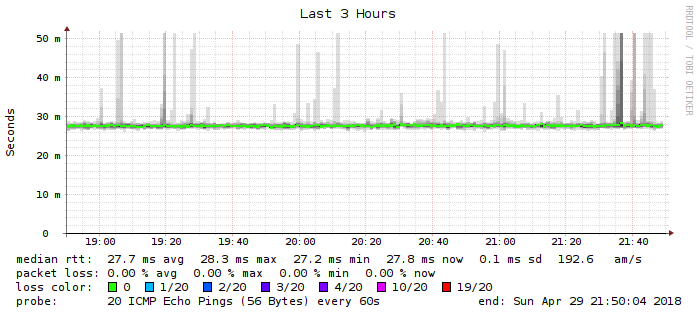 Last 3 Hours
RRDTOOL / TOBI OETIKER
Seconds
50 m
40 m
30 m
20 m
10 m
0
19:00 19:20 19:40 20:00 20:20 20:40 21:00 21:20 21:40
median rtt: 27.7 ms avg 28.3 ms max 27.2 ms min 27.8 ms now 0.1 ms sd 192.6 am/s
packet loss: 0.00 % avg 0.00 % max 0.00 % min 0.00 % now
loss color: 0 1/20 2/20 3/20 4/20 10/20 19/20
probe: 20 ICMP Echo Pings (56 Bytes) every 60s end: Sun Apr 29 21:50:04 2018